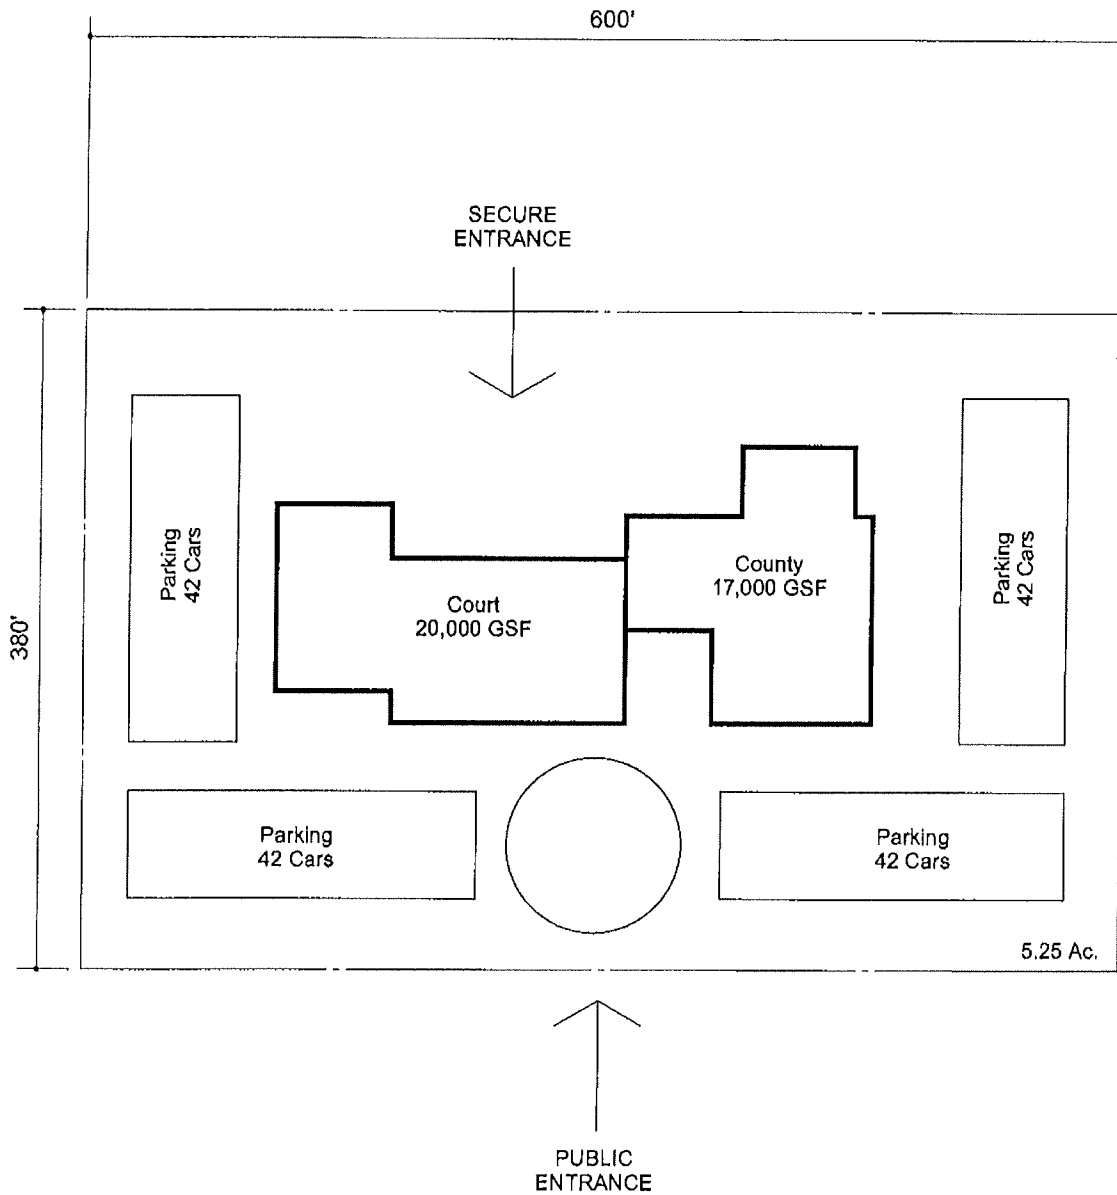 600'
SECURE
ENTRANCE
380'
Parking
42 Cars
Court
20,000 GSF
County
17,000 GSF
Parking
42 Cars
Parking
42 Cars
Parking
42 Cars
5.25 Ac.
PUBLIC
ENTRANCE